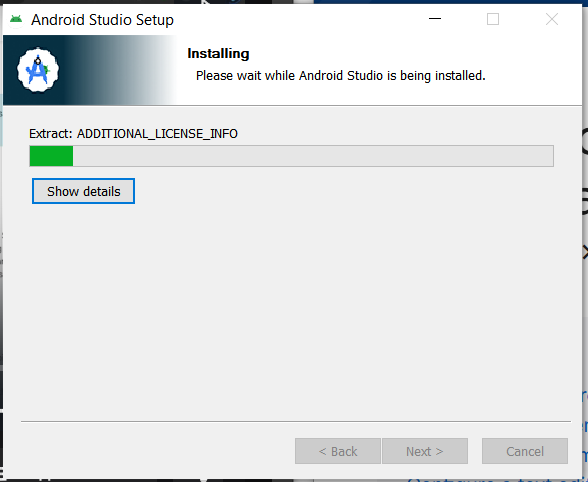 Android Studio Setup
Installing
Please wait while Android Studio is being installed.
Extract: ADDITIONAL_LICENSE_INFO
Show details
< Back
Next >
Cancel